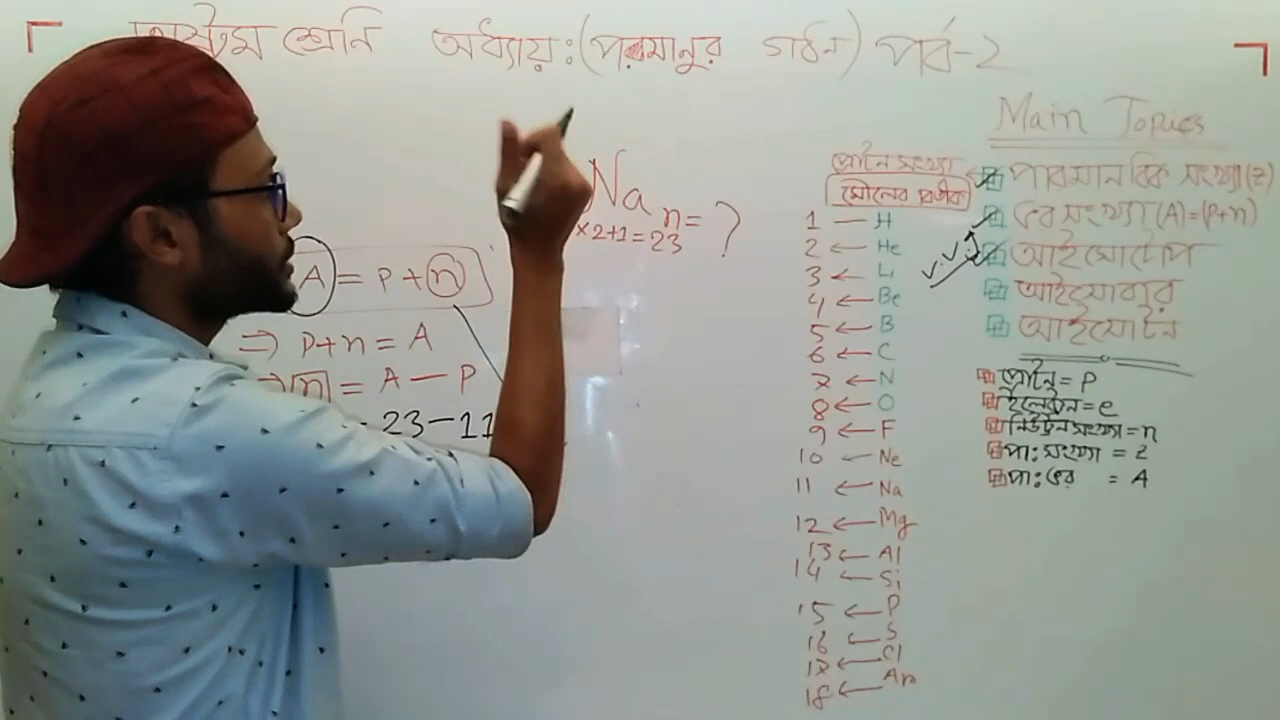 অষ্টম শ্রেনি অধ্যায়ঃ (পরমানুর গঠন) পর্ব-২
Na n= ?
×2+1=23
A = P+n
⇒ P+n = A
⇒ n = A — P
23-11
প্রোটন সংখ্যা
মৌলের প্রতীক
1 — H
2 ← He
3 ← Li
4 ← Be
5 ← B
6 ← C
7 ← N
8 ← O
9 ← F
10 ← Ne
11 ← Na
12 ← Mg
13 ← Al
14 ← Si
15 ← P
16 ← S
17 ← Cl
18 ← Ar
Main Topics
পারমানবিক সংখ্যা (z)
ভর সংখ্যা (A)=(P+n)
আইসোটোপ
আইসোবার
আইসোটন
প্রোটন = P
ইলেকট্রন = e
নিউট্রন সংখ্যা = n
পা: সংখ্যা = z
পা: ভর = A